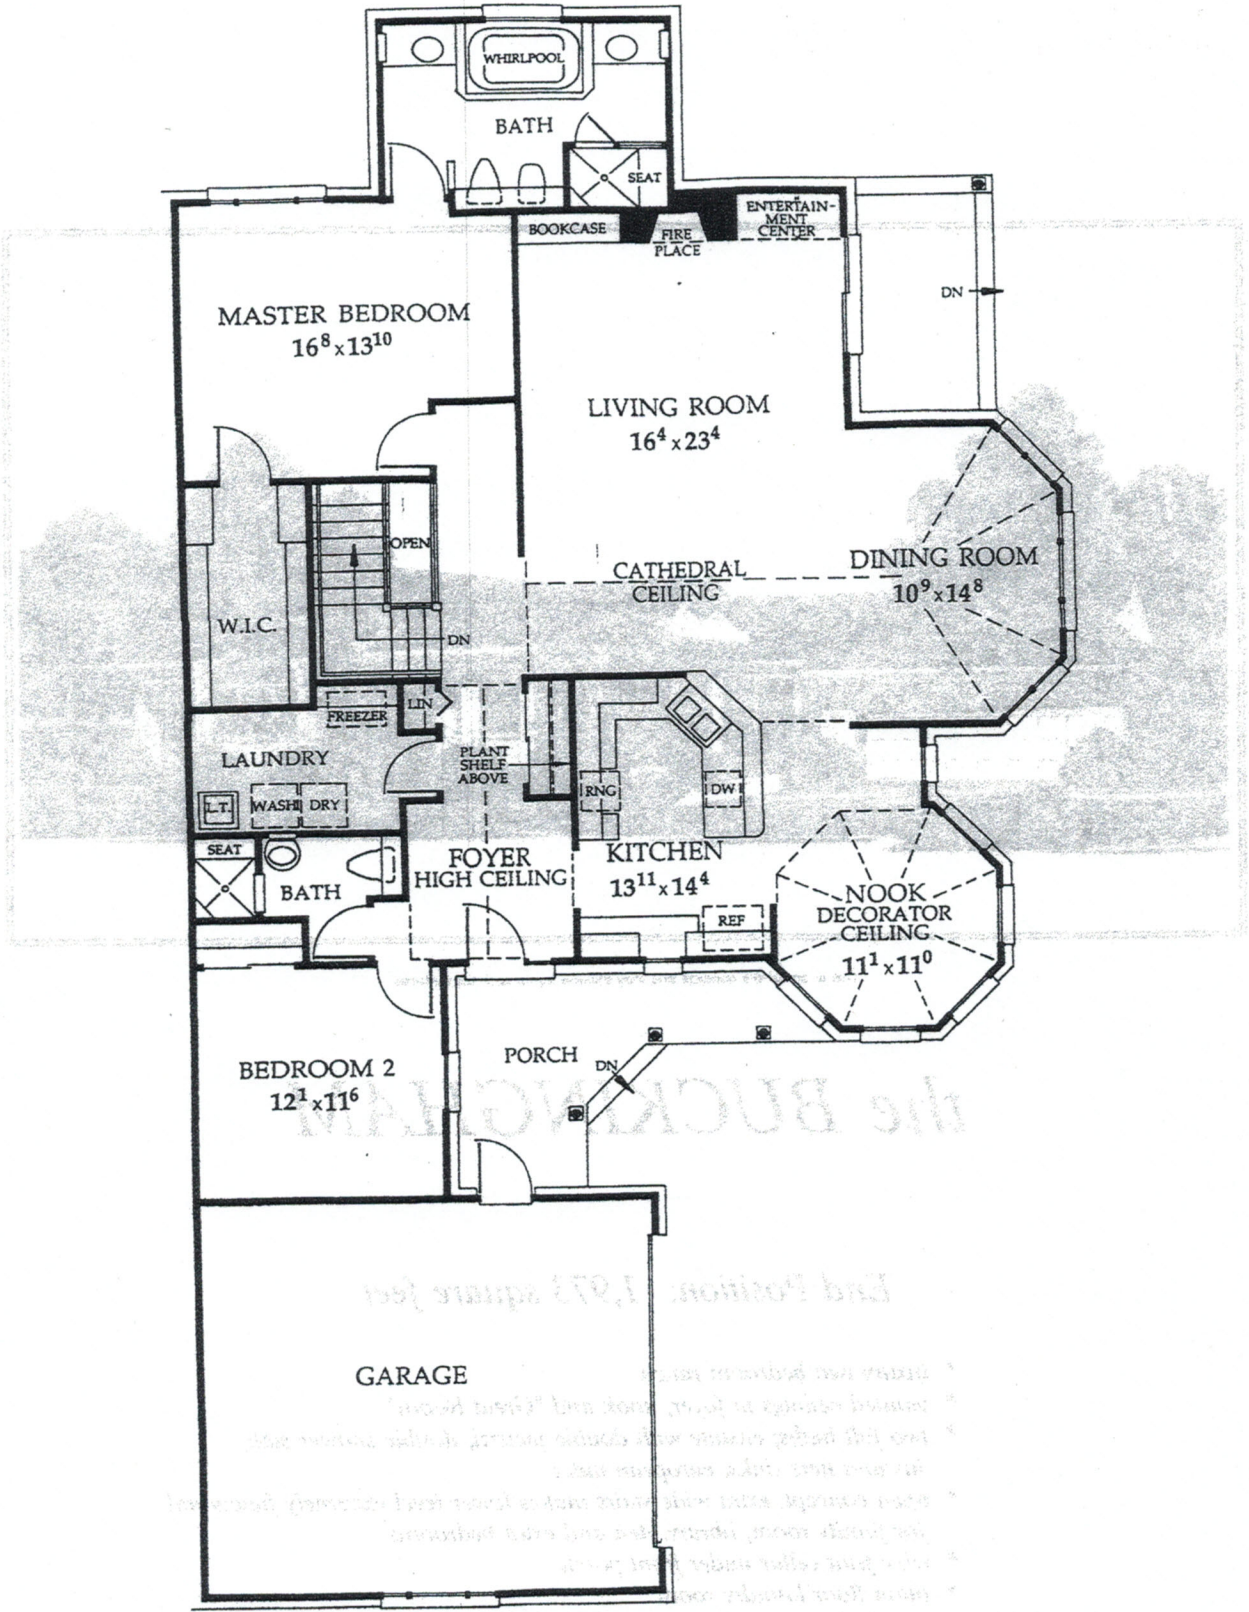 WHIRLPOOL
BATH
SEAT
BOOKCASE
FIRE
PLACE
ENTERTAIN-
MENT
CENTER
DN
MASTER BEDROOM
16⁸ x 13¹⁰
LIVING ROOM
16⁴ x 23⁴
OPEN
CATHEDRAL
CEILING
DINING ROOM
10⁹ x 14⁸
W.I.C.
DN
FREEZER
LIN
LAUNDRY
PLANT
SHELF
ABOVE
L.T.
WASH
DRY
RNG
DW
SEAT
BATH
FOYER
HIGH CEILING
KITCHEN
13¹¹ x 14⁴
REF
NOOK
DECORATOR
CEILING
11¹ x 11⁰
BEDROOM 2
12¹ x 11⁶
PORCH
DN
the BUCKINGHAM
End Position: 1,973 square feet
GARAGE